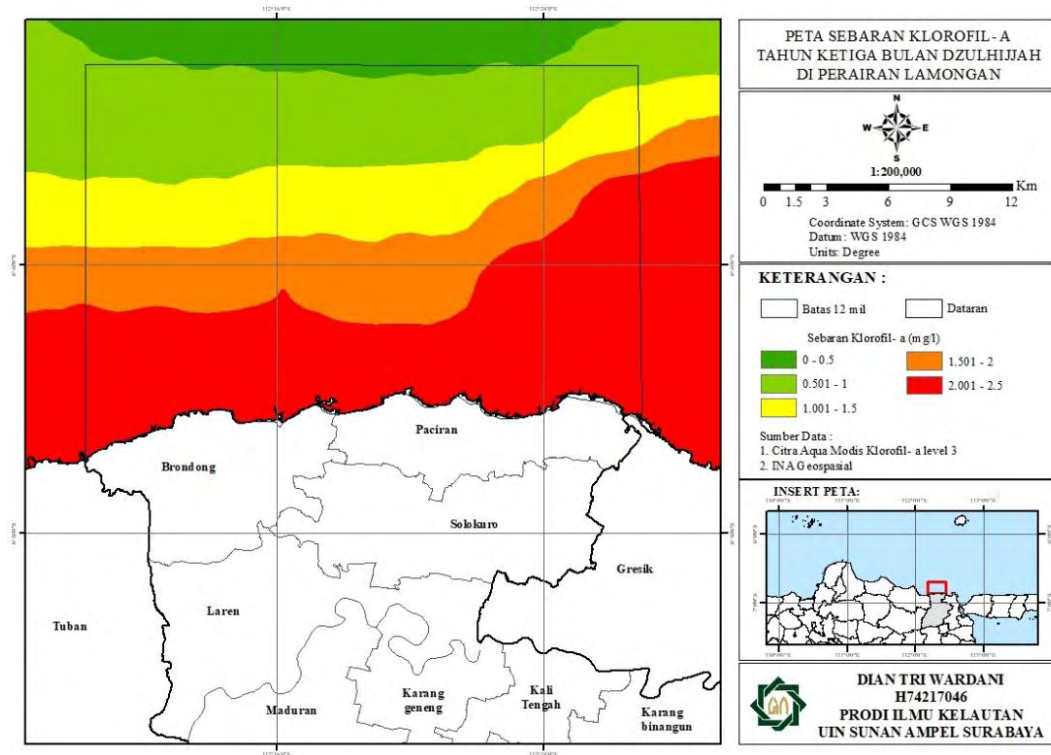 PETA SEBARAN KLOROFIL- A
TAHUN KETIGA BULAN DZULHIJJAH
DI PERAIRAN LAMONGAN
N
W E
S
1:200,000
Km
0 1.5 3 6 9 12
Coordinate System: GCS WGS 1984
Datum : WGS 1984
Units: Degree
KETERANGAN :
Batas 12 mil
Dataran
Sebaran Klorofil- a (mg/l)
0 - 0.5
1.501 - 2
0.501 - 1
2.001 - 2.5
1.001 - 1.5
Sumber Data :
1. Citra Aqua Modis Klorofil- a level 3
2. INA Geospasial
INSERT PETA:
DIAN TRI WARDANI
H74217046
PRODI ILMU KELAUTAN
UIN SUNAN AMPEL SURABAYA
Paciran
Brondong
Solokuro
Gresik
Laren
Tuban
Karang
geneng
Kali
Tengah
Maduran
Karang
binangun